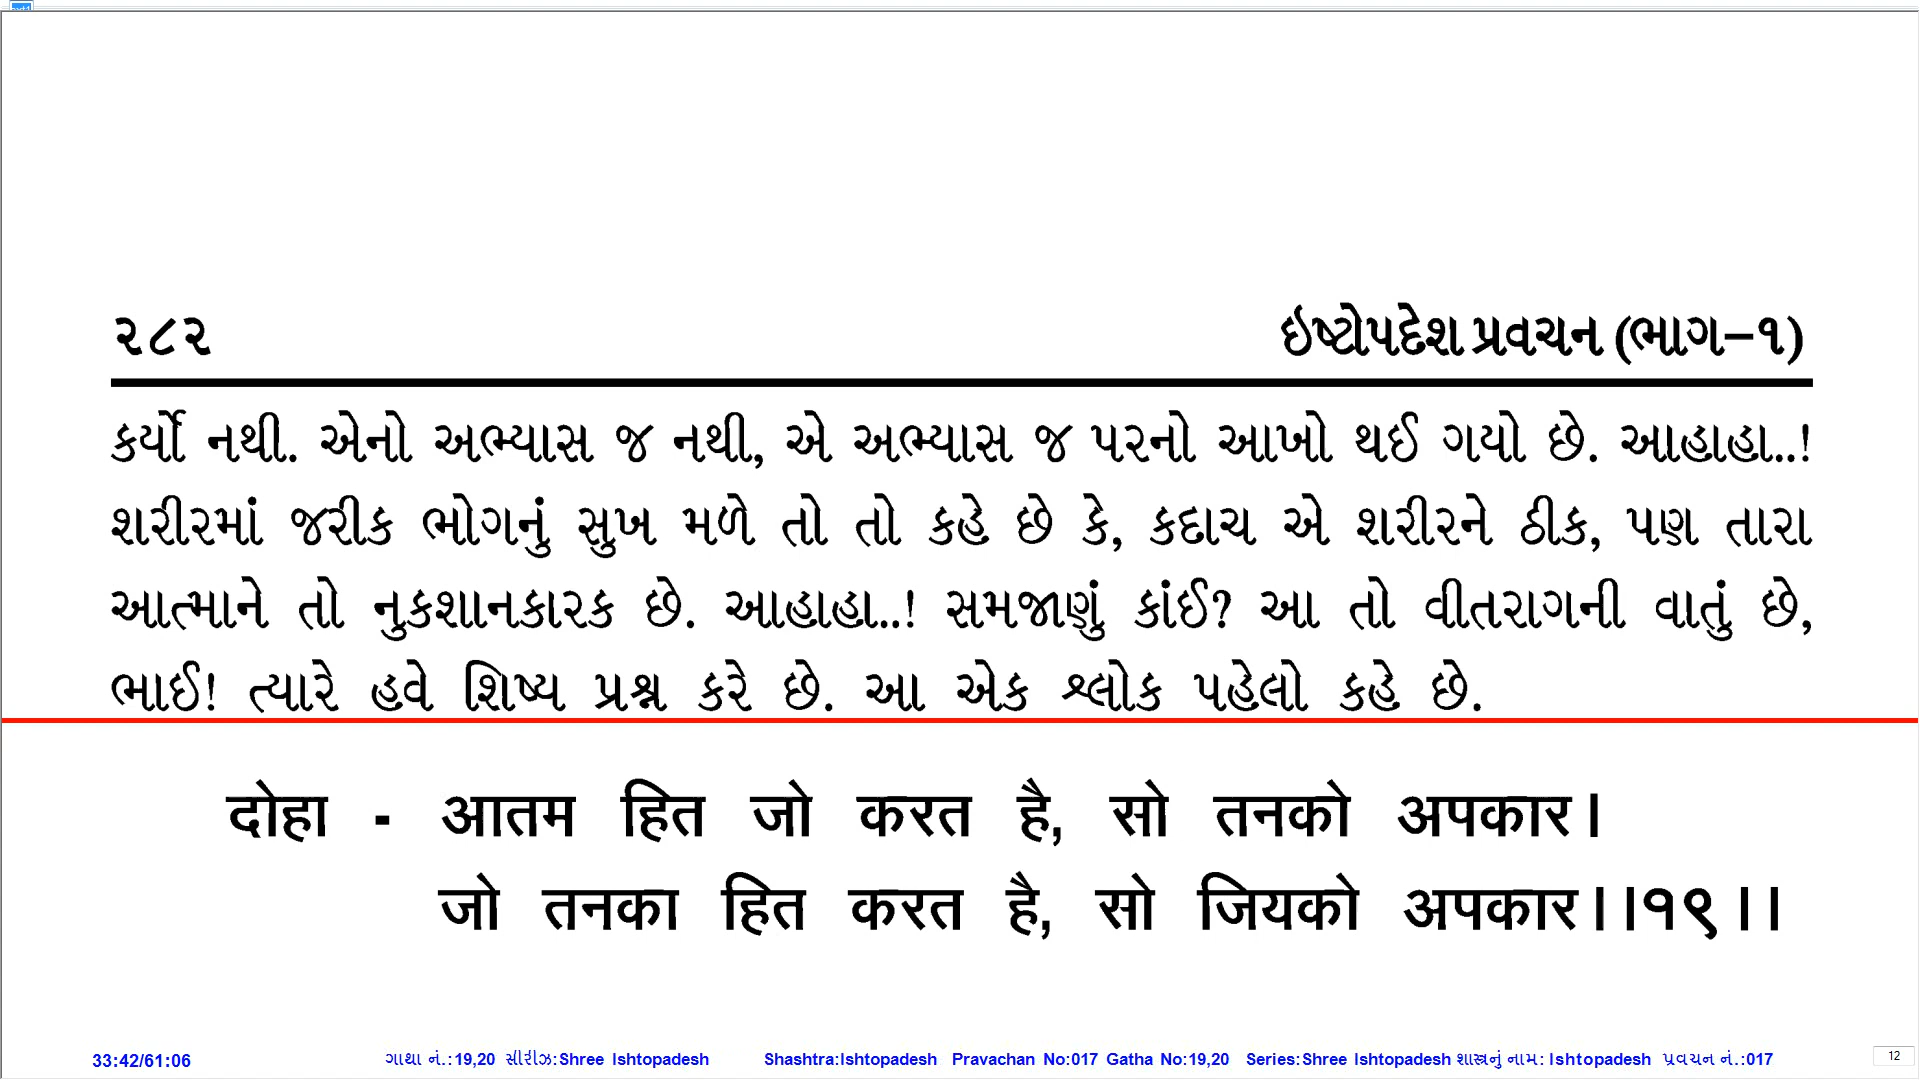 ૨૮૨ ઇષ્ટોપદેશ પ્રવચન (ભાગ–૧)
કર્યો નથી. એનો અભ્યાસ જ નથી, એ અભ્યાસ જ પરનો આખો થઈ ગયો છે. આહાહા..!
શરીરમાં જરીક ભોગનું સુખ મળે તો તો કહે છે કે, કદાચ એ શરીરને ઠીક, પણ તારા
આત્માને તો નુકશાનકારક છે. આહાહા..! સમજાણું કાંઈ? આ તો વીતરાગની વાતું છે,
ભાઈ! ત્યારે હવે શિષ્ય પ્રશ્ન કરે છે. આ એક શ્લોક પહેલો કહે છે.
दोहा - आतम हित जो करत है, सो तनको अपकार।
जो तनका हित करत है, सो जियको अपकार।।१९।।
33:42/61:06 ગાથા નં.:19,20 સીરીઝ:Shree Ishtopadesh Shashtra:Ishtopadesh Pravachan No:017 Gatha No:19,20 Series:Shree Ishtopadesh શાસ્ત્રનું નામ: Ishtopadesh પ્રવચન નં.:017 12